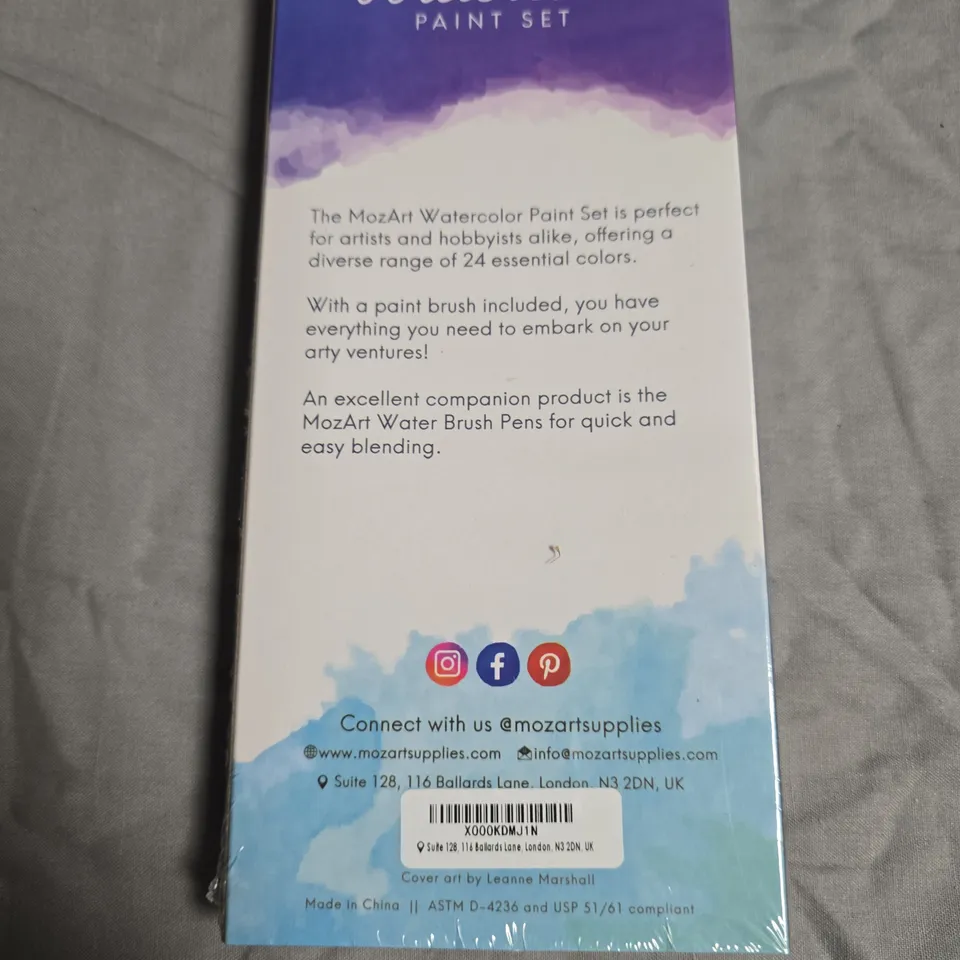 PAINT SET
The MozArt Watercolor Paint Set is perfect
for artists and hobbyists alike, offering a
diverse range of 24 essential colors.
With a paint brush included, you have
everything you need to embark on your
arty ventures!
An excellent companion product is the
MozArt Water Brush Pens for quick and
easy blending.
Connect with us @mozartsupplies
www.mozartsupplies.com info@mozartsupplies.com
Suite 128, 116 Ballards Lane, London, N3 2DN, UK
X000KDMJ1N
Suite 128, 116 Ballards Lane, London, N3 2DN, UK
Cover art by Leanne Marshall
Made in China || ASTM D-4236 and USP 51/61 compliant